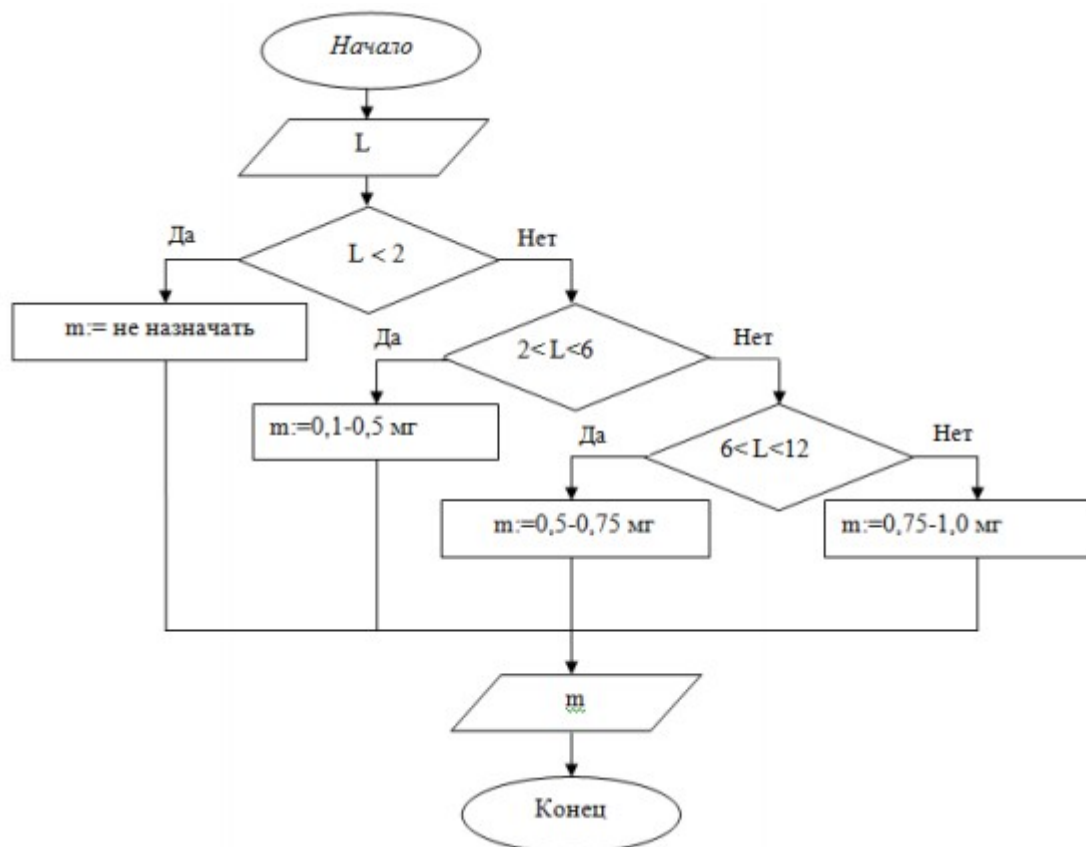 Начало
L
Да
Нет
L < 2
m:= не назначать
Да
Нет
2< L<6
m:=0,1-0,5 мг
Да
Нет
6< L<12
m:=0,5-0,75 мг
m:=0,75-1,0 мг
m
Конец